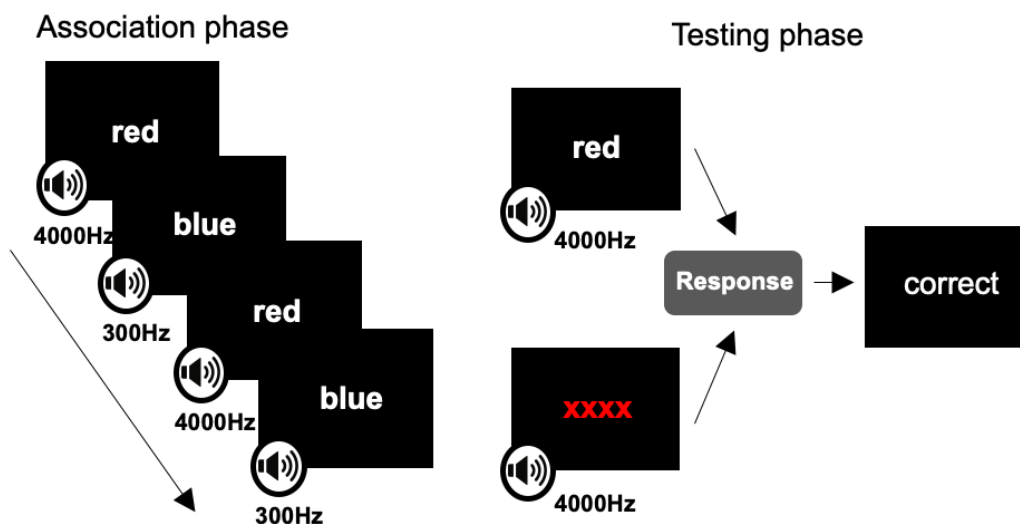 Association phase
red
4000Hz
blue
300Hz
red
4000Hz
blue
300Hz
Testing phase
red
4000Hz
xxxx
4000Hz
Response
correct